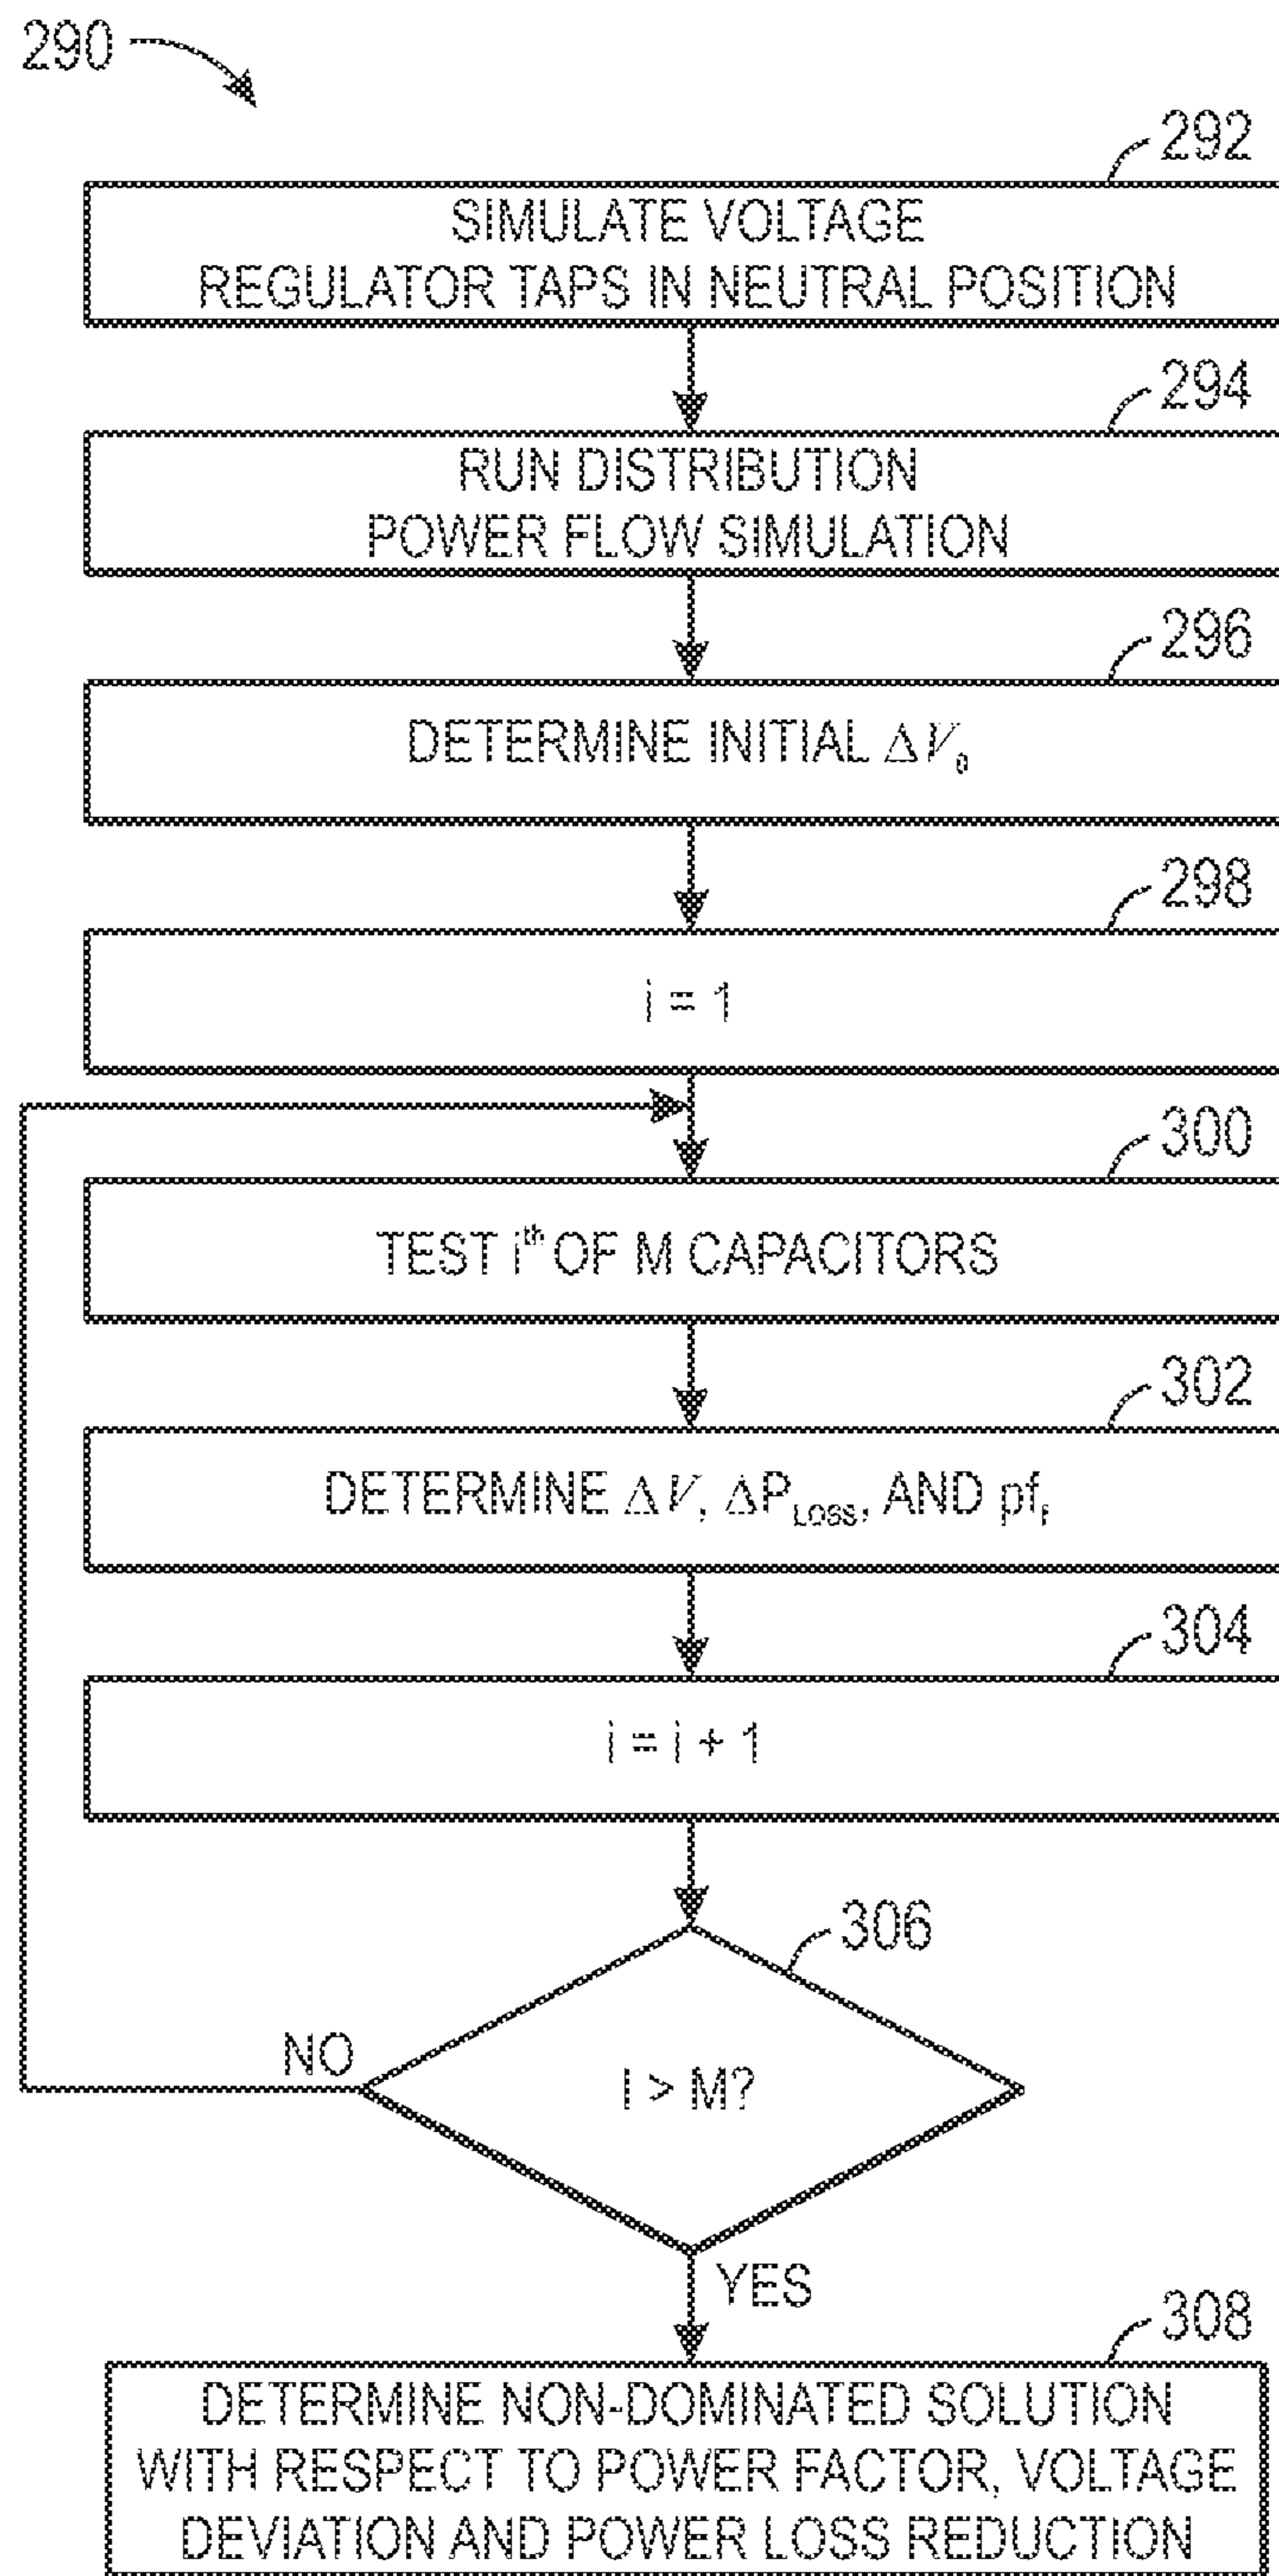 290
292
SIMULATE VOLTAGE
REGULATOR TAPS IN NEUTRAL POSITION
294
RUN DISTRIBUTION
POWER FLOW SIMULATION
296
DETERMINE INITIAL ΔV₀
298
i = 1
300
TEST iᵗʰ OF M CAPACITORS
302
DETERMINE ΔV, ΔP_LOSS, AND pf_F
304
i = i + 1
306
NO
I > M?
YES
308
DETERMINE NON-DOMINATED SOLUTION
WITH RESPECT TO POWER FACTOR, VOLTAGE
DEVIATION AND POWER LOSS REDUCTION